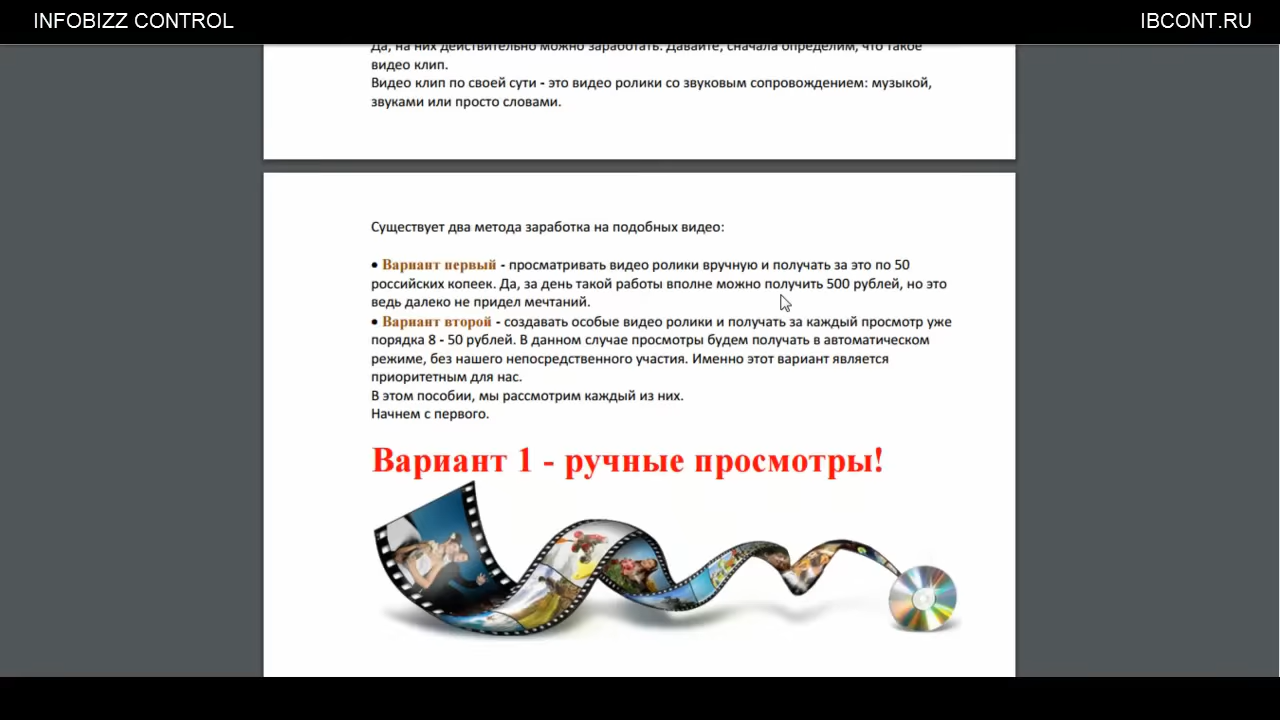 INFOBIZZ CONTROL
IBCONT.RU
Да, на них действительно можно заработать. Давайте, сначала определим, что такое
видео клип.
Видео клип по своей сути - это видео ролики со звуковым сопровождением: музыкой,
звуками или просто словами.
Существует два метода заработка на подобных видео:
• Вариант первый - просматривать видео ролики вручную и получать за это по 50
российских копеек. Да, за день такой работы вполне можно получить 500 рублей, но это
ведь далеко не придел мечтаний.
• Вариант второй - создавать особые видео ролики и получать за каждый просмотр уже
порядка 8 - 50 рублей. В данном случае просмотры будем получать в автоматическом
режиме, без нашего непосредственного участия. Именно этот вариант является
приоритетным для нас.
В этом пособии, мы рассмотрим каждый из них.
Начнем с первого.
Вариант 1 - ручные просмотры!